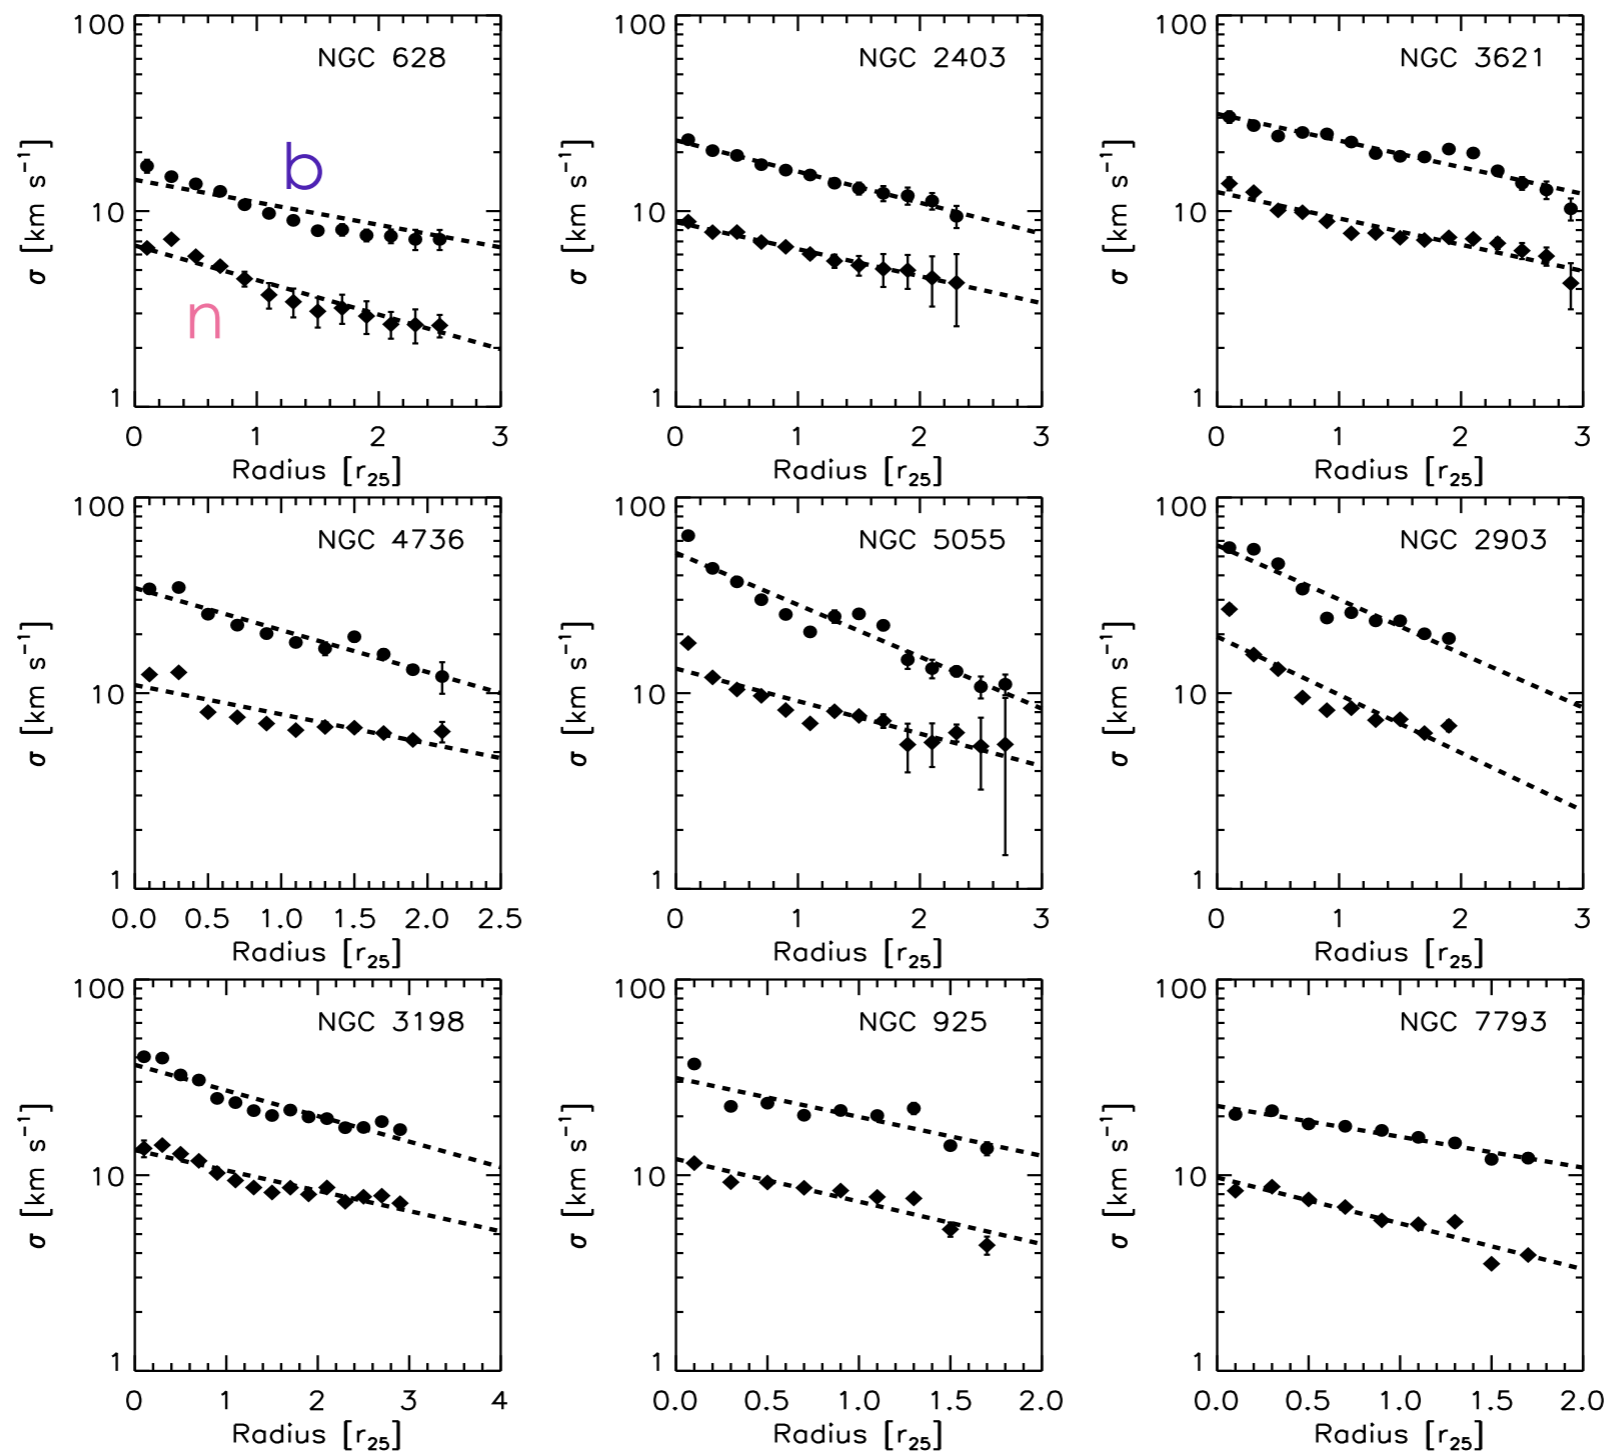 100
NGC 628
b
σ [km s⁻¹]
10
n
1
0 1 2 3
Radius [r₂₅]
100
NGC 2403
σ [km s⁻¹]
10
1
0 1 2 3
Radius [r₂₅]
100
NGC 3621
σ [km s⁻¹]
10
1
0 1 2 3
Radius [r₂₅]
100
NGC 4736
σ [km s⁻¹]
10
1
0.0 0.5 1.0 1.5 2.0 2.5
Radius [r₂₅]
100
NGC 5055
σ [km s⁻¹]
10
1
0 1 2 3
Radius [r₂₅]
100
NGC 2903
σ [km s⁻¹]
10
1
0 1 2 3
Radius [r₂₅]
100
NGC 3198
σ [km s⁻¹]
10
1
0 1 2 3 4
Radius [r₂₅]
100
NGC 925
σ [km s⁻¹]
10
1
0.0 0.5 1.0 1.5 2.0
Radius [r₂₅]
100
NGC 7793
σ [km s⁻¹]
10
1
0.0 0.5 1.0 1.5 2.0
Radius [r₂₅]